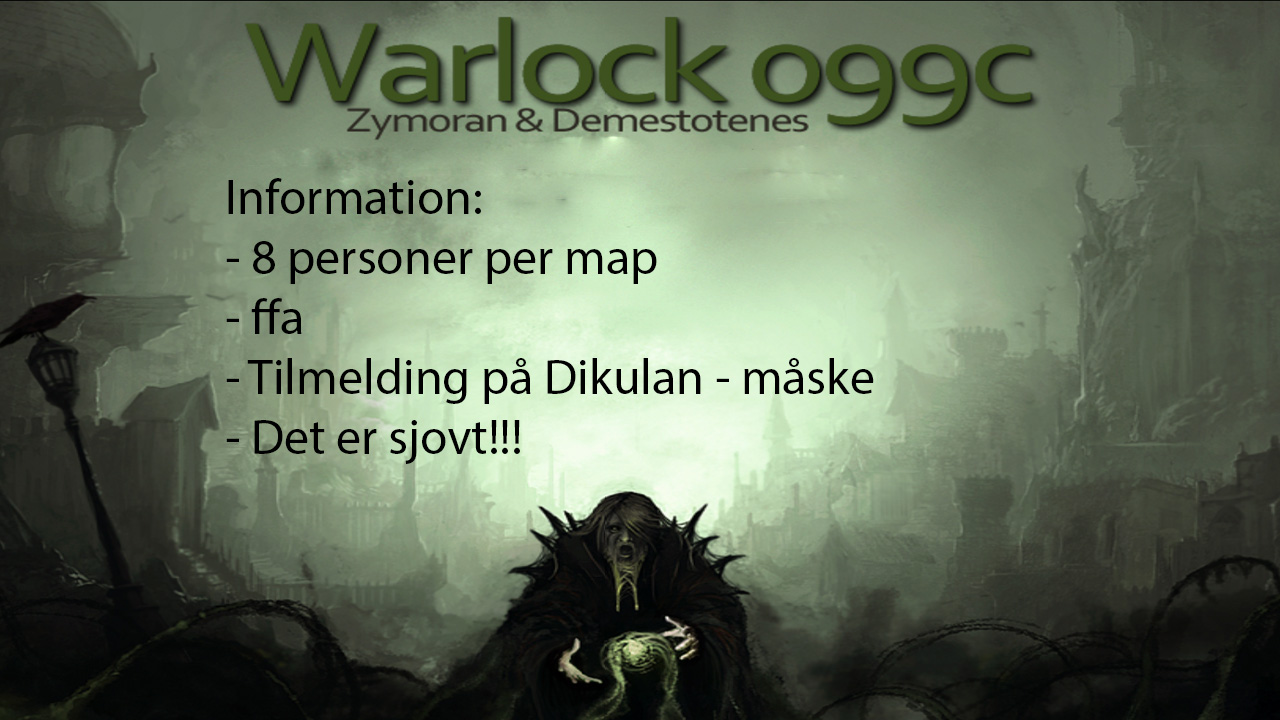 Warlock 099c
Zymoran & Demestotenes
Information:
- 8 personer per map
- ffa
- Tilmelding på Dikulan - måske
- Det er sjovt!!!